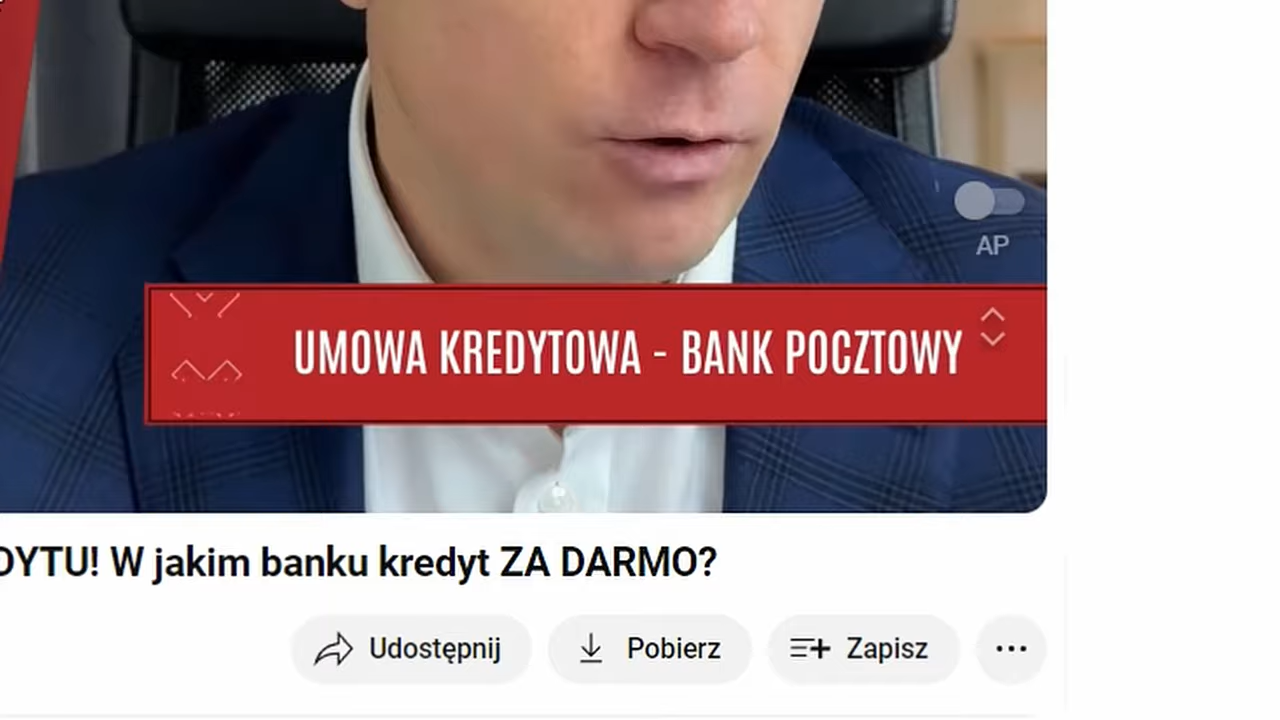 AP
UMOWA KREDYTOWA - BANK POCZTOWY
DYTU! W jakim banku kredyt ZA DARMO?
Udostępnij
Pobierz
Zapisz